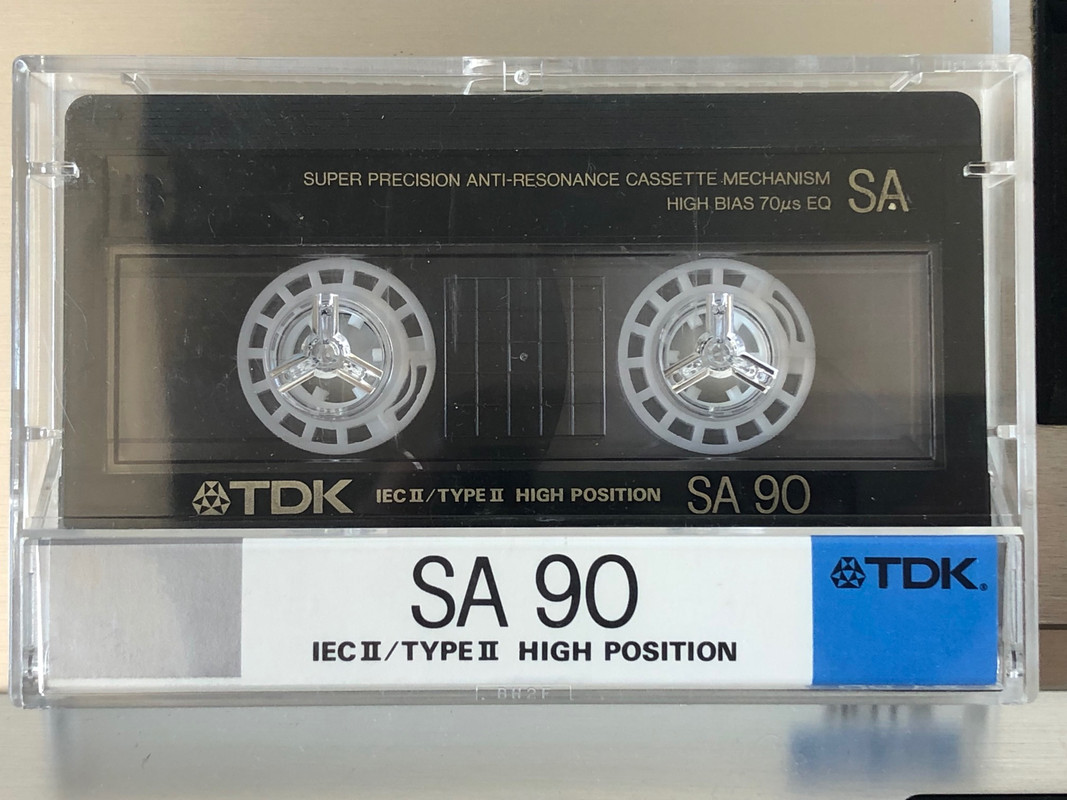 SUPER PRECISION ANTI-RESONANCE CASSETTE MECHANISM
HIGH BIAS 70µs EQ SA
TDK IEC II/TYPE II HIGH POSITION SA 90
SA 90
IEC II/TYPE II HIGH POSITION
TDK®